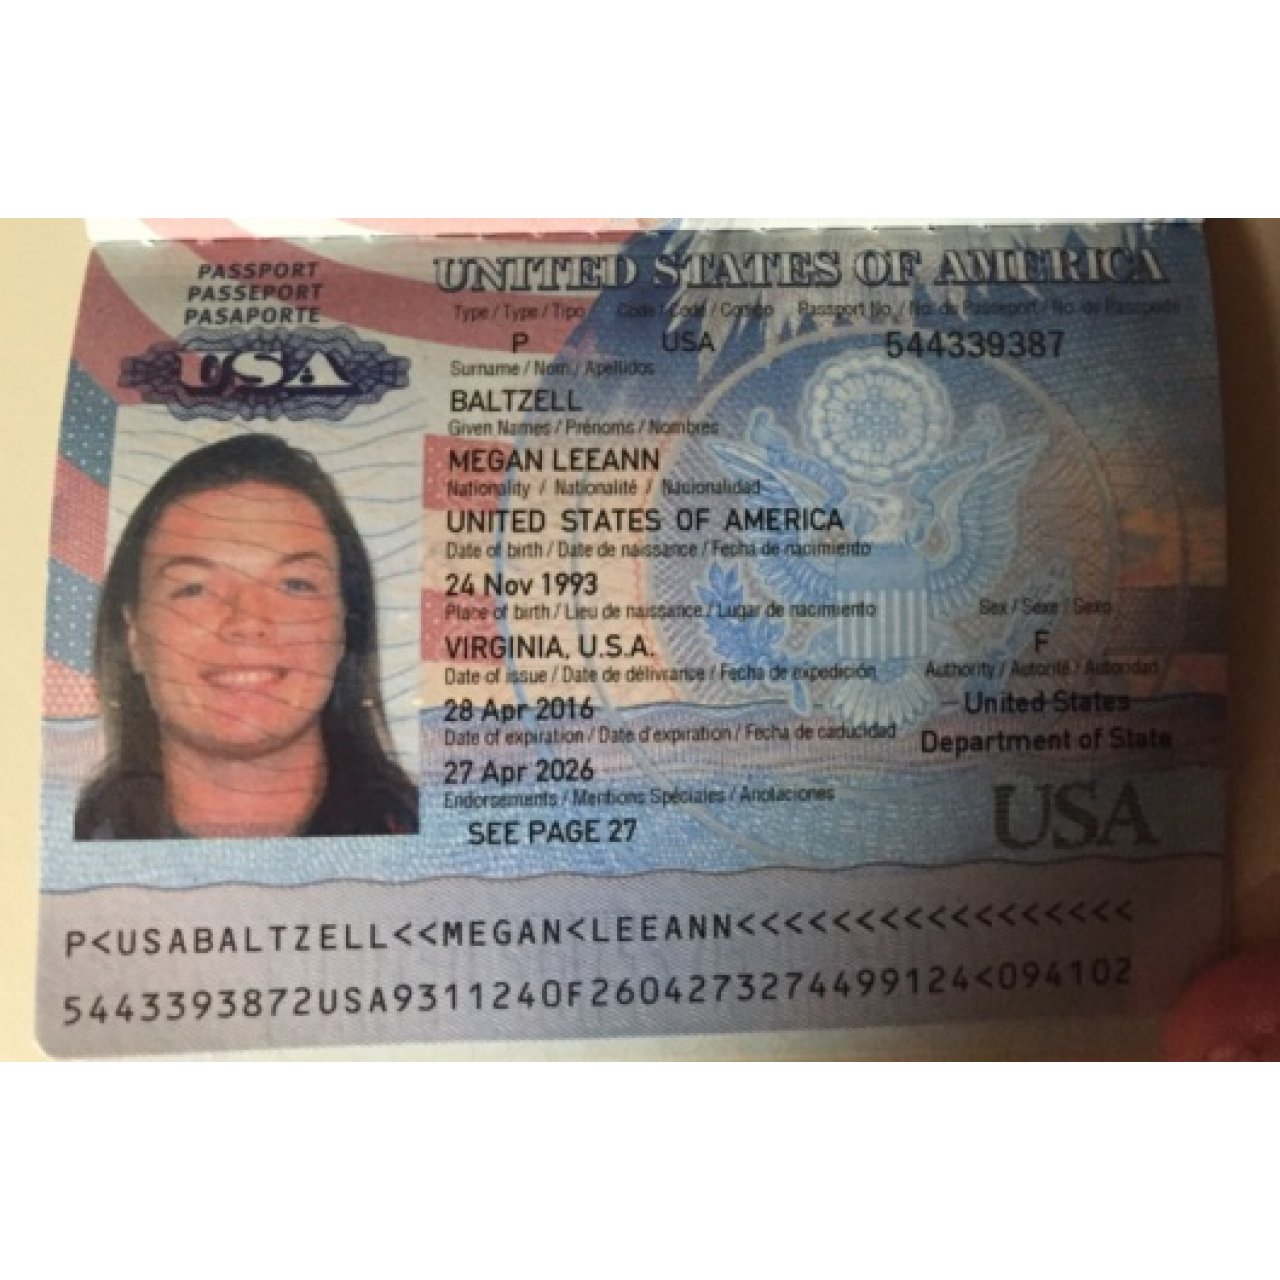 PASSPORT
PASSEPORT
PASAPORTE
USA
UNITED STATES OF AMERICA
Type / Type / Tipo Code / Code / Codigo Passport No. / No. de Passeport / No. de Pasaporte
P USA 544339387
Surname / Nom / Apellidos
BALTZELL
Given Names / Prénoms / Nombres
MEGAN LEEANN
Nationality / Nationalité / Nacionalidad
UNITED STATES OF AMERICA
Date of birth / Date de naissance / Fecha de nacimiento
24 Nov 1993
Place of birth / Lieu de naissance / Lugar de nacimiento Sex / Sexe / Sexo
VIRGINIA, U.S.A. F
Date of issue / Date de délivrance / Fecha de expedición Authority / Autorité / Autoridad
28 Apr 2016 United States
Date of expiration / Date d'expiration / Fecha de caducidad Department of State
27 Apr 2026
Endorsements / Mentions Spéciales / Anotaciones
SEE PAGE 27 USA
P<USABALTZELL<<MEGAN<LEEANN<<<<<<<<<<<<<<<<<
5443393872USA9311240F2604273274499124<094102